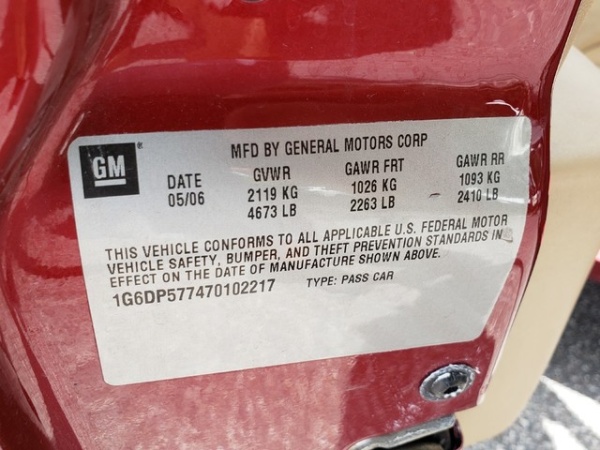 GM
MFD BY GENERAL MOTORS CORP
DATE GVWR GAWR FRT GAWR RR
05/06 2119 KG 1026 KG 1093 KG
4673 LB 2263 LB 2410 LB
THIS VEHICLE CONFORMS TO ALL APPLICABLE U.S. FEDERAL MOTOR
VEHICLE SAFETY, BUMPER, AND THEFT PREVENTION STANDARDS IN
EFFECT ON THE DATE OF MANUFACTURE SHOWN ABOVE.
1G6DP577470102217 TYPE: PASS CAR